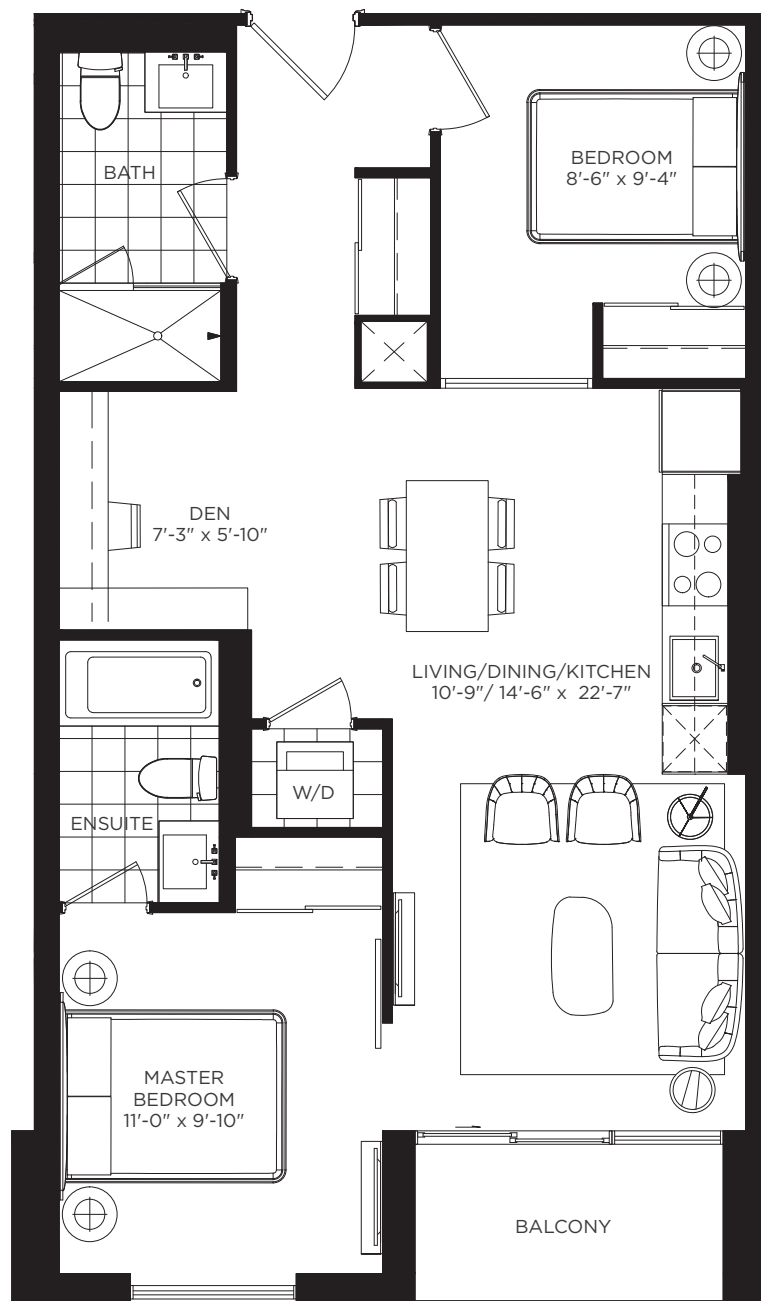 BATH
BEDROOM
8'-6" x 9'-4"
DEN
7'-3" x 5'-10"
LIVING/DINING/KITCHEN
10'-9"/ 14'-6" x 22'-7"
W/D
ENSUITE
MASTER
BEDROOM
11'-0" x 9'-10"
BALCONY